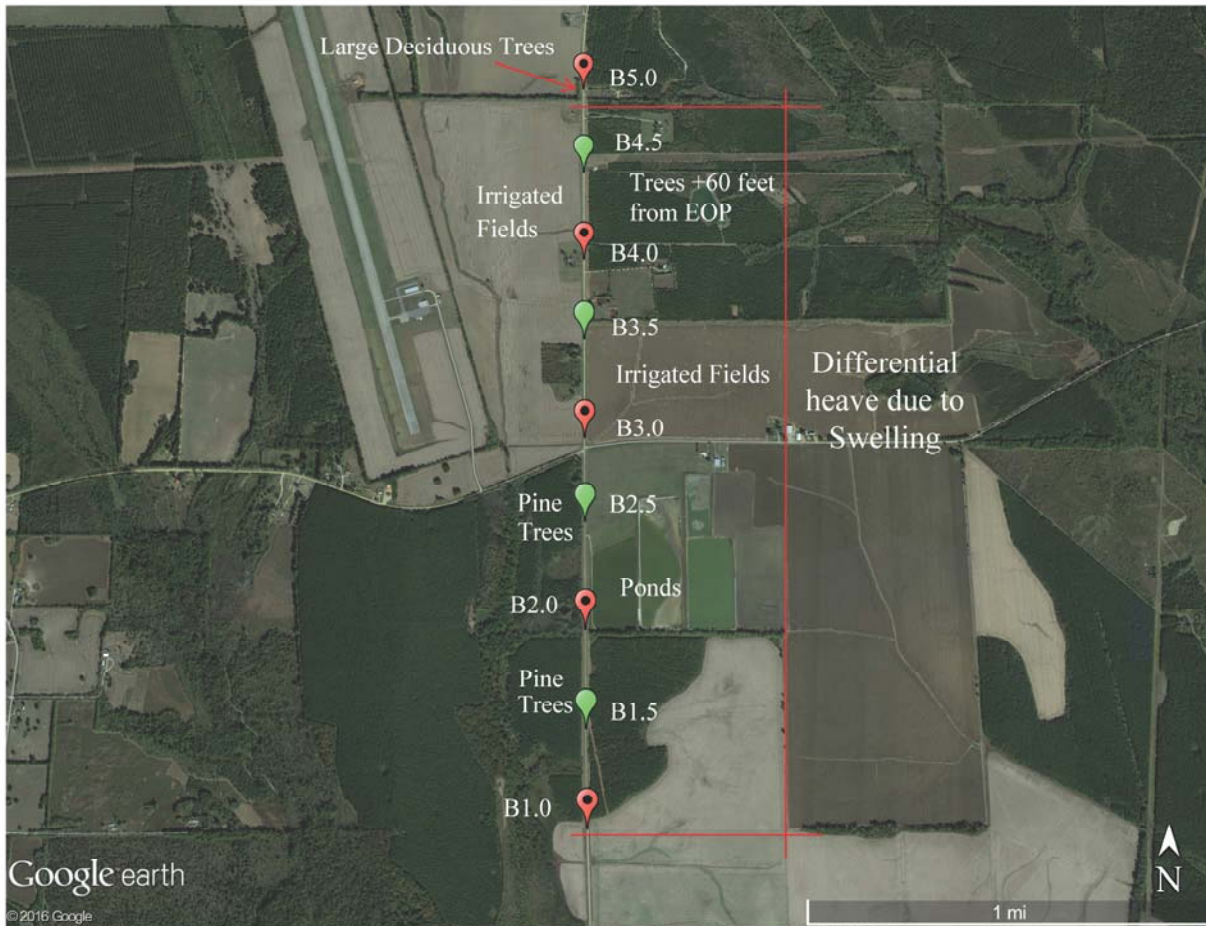 Large Deciduous Trees
B5.0
B4.5
Trees +60 feet
from EOP
Irrigated
Fields
B4.0
B3.5
Irrigated Fields
Differential
heave due to
Swelling
B3.0
Pine
Trees
B2.5
Ponds
B2.0
Pine
Trees
B1.5
B1.0
Google earth
© 2016 Google
N
1 mi